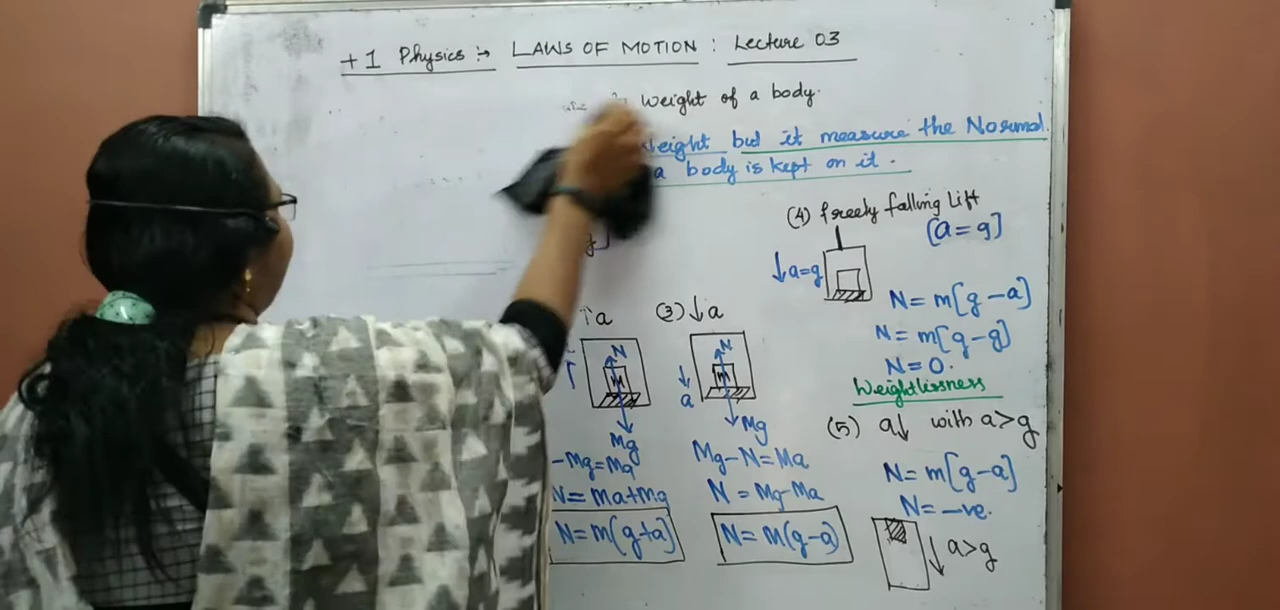 +1 Physics :→ LAWS OF MOTION : Lecture 03
weight of a body.
but it measure the Normal
a body is kept on it.
(4) freely falling Lift
[a = g]
↓a=g
N = m[g-a]
N = m[g-g]
N = 0.
Weightlessness
↑a
N
m
Mg
-Mg=Ma
N = ma+mg
N = m(g+a)
(3) ↓a
N
m
↓
a
Mg
Mg-N=Ma
N = Mg-Ma
N = M(g-a)
(5) a↓ with a>g
N = m[g-a]
N = -ve.
↓ a>g